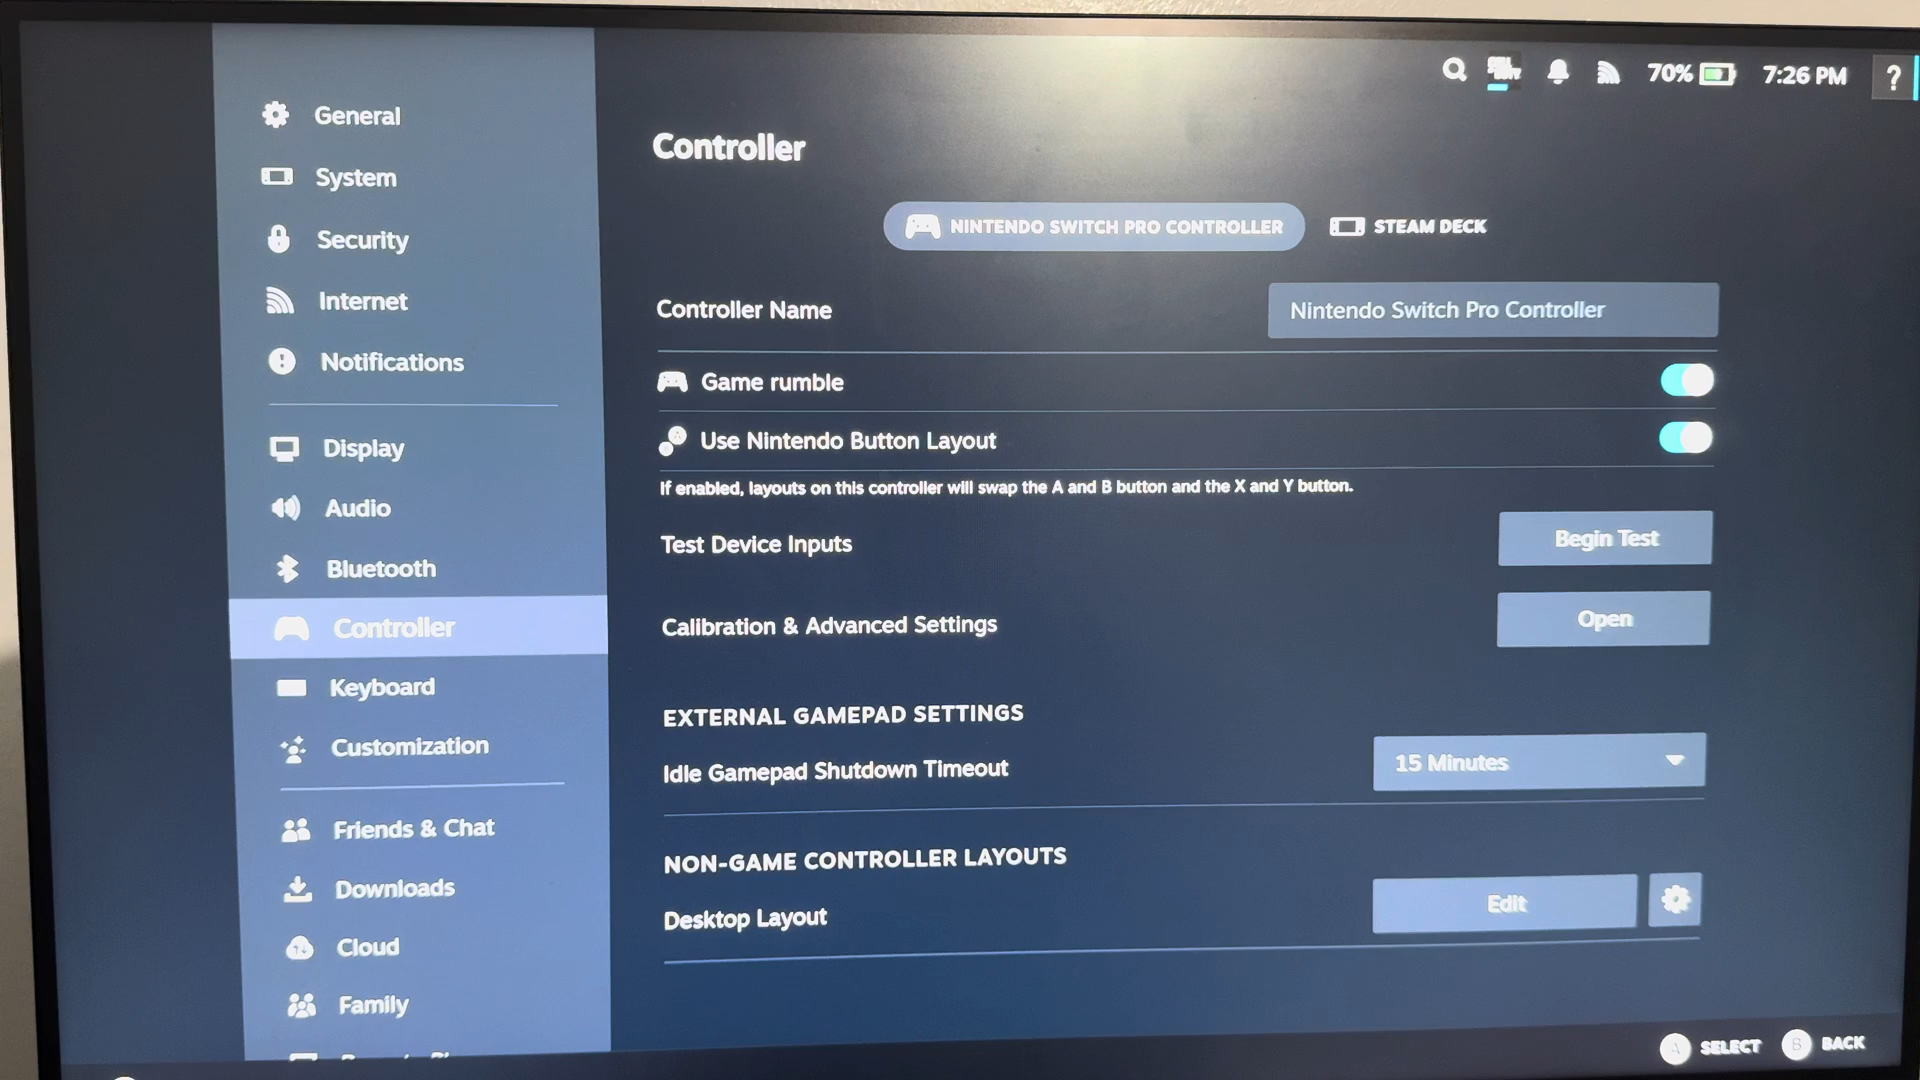 70% 7:26 PM ?
General
System
Security
Internet
Notifications
Display
Audio
Bluetooth
Controller
Keyboard
Customization
Friends & Chat
Downloads
Cloud
Family
Controller
NINTENDO SWITCH PRO CONTROLLER STEAM DECK
Controller Name Nintendo Switch Pro Controller
Game rumble
Use Nintendo Button Layout
If enabled, layouts on this controller will swap the A and B button and the X and Y button.
Test Device Inputs Begin Test
Calibration & Advanced Settings Open
EXTERNAL GAMEPAD SETTINGS
Idle Gamepad Shutdown Timeout 15 Minutes
NON-GAME CONTROLLER LAYOUTS
Desktop Layout Edit
A SELECT B BACK